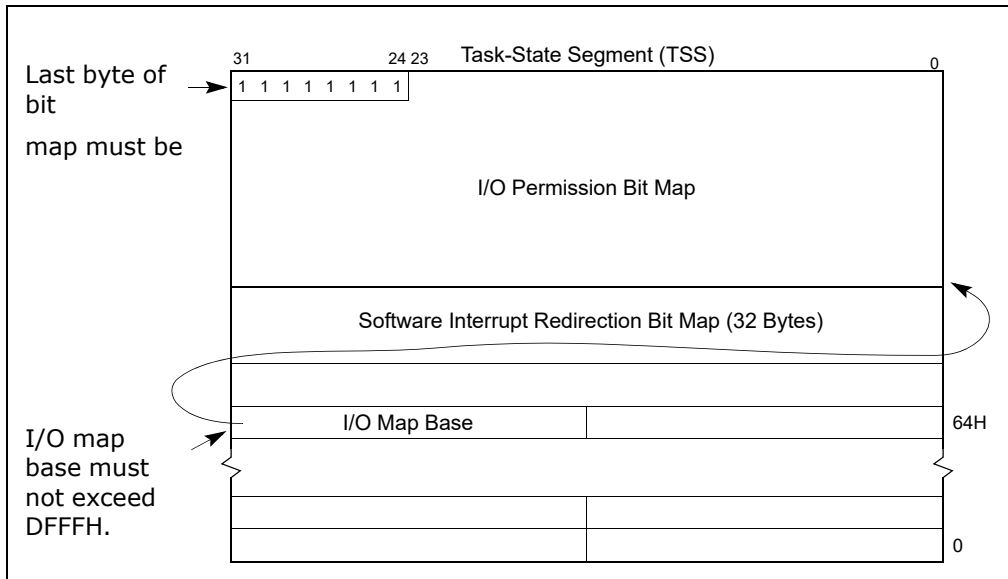 31
24 23
Task-State Segment (TSS)
0
Last byte of
bit
map must be
1 1 1 1 1 1 1 1
I/O Permission Bit Map
Software Interrupt Redirection Bit Map (32 Bytes)
I/O Map Base
64H
I/O map
base must
not exceed
DFFFH.
0